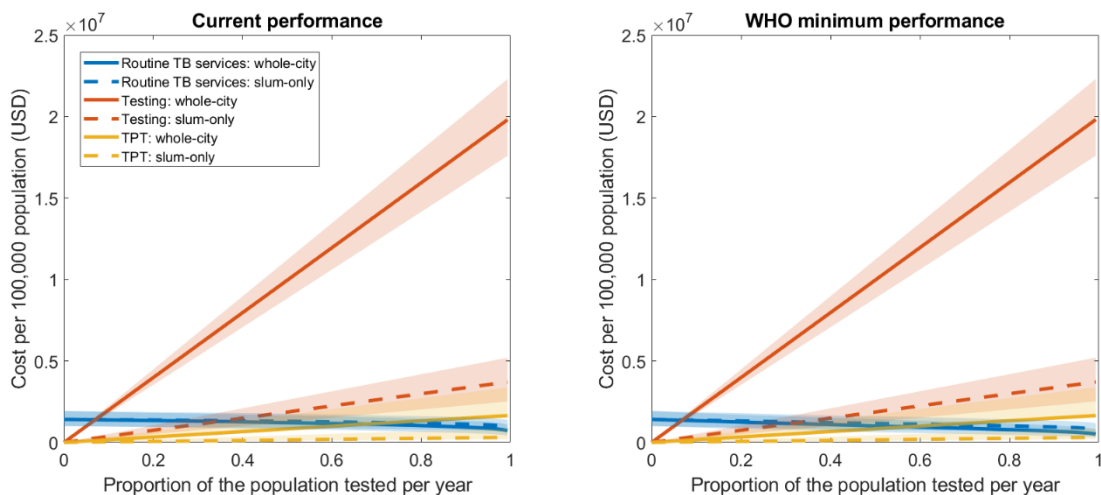 Current performance
×10⁷
2.5
2
1.5
1
0.5
0
0 0.2 0.4 0.6 0.8 1
Cost per 100,000 population (USD)
Proportion of the population tested per year
Routine TB services: whole-city
Routine TB services: slum-only
Testing: whole-city
Testing: slum-only
TPT: whole-city
TPT: slum-only
WHO minimum performance
×10⁷
2.5
2
1.5
1
0.5
0
0 0.2 0.4 0.6 0.8 1
Cost per 100,000 population (USD)
Proportion of the population tested per year